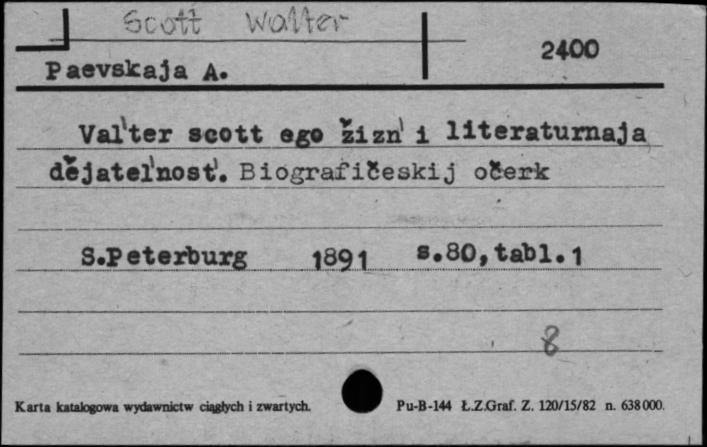 Scott Walter
2400
Paevskaja A.
Val'ter scott ego žizn' i literaturnaja
dějatel'nost'. Biografičeskij očerk
S.Peterburg 1891 s.80,tabl.1
8
Karta katalogowa wydawnictw ciągłych i zwartych. Pu-B-144 Ł.Z.Graf. Z. 120/15/82 n. 638000.